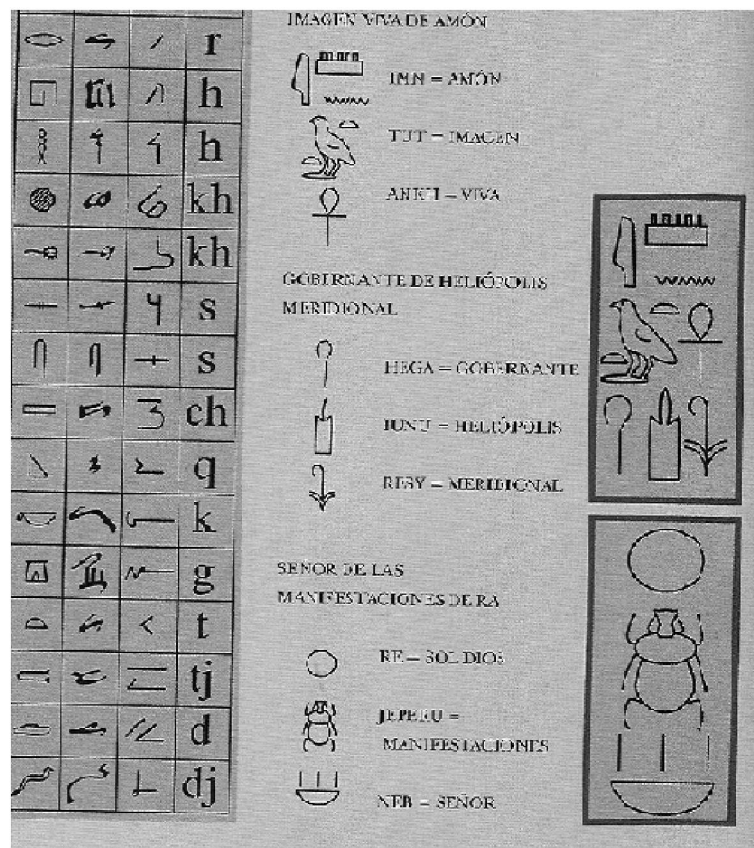 r
h
h
kh
kh
s
s
ch
q
k
g
t
tj
d
dj
IMAGEN VIVA DE AMÓN
IMN = AMÓN
TUT = IMAGEN
ANKH = VIVA
GOBERNANTE DE HELIÓPOLIS
MERIDIONAL
HEGA = GOBERNANTE
IUNU = HELIÓPOLIS
RESY = MERIDIONAL
SEÑOR DE LAS
MANIFESTACIONES DE RA
RE = SOL DIOS
JEPERU =
MANIFESTACIONES
NEB = SEÑOR